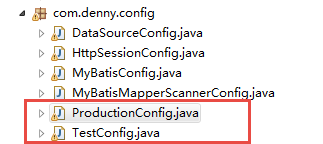 com.denny.config
DataSourceConfig.java
HttpSessionConfig.java
MyBatisConfig.java
MyBatisMapperScannerConfig.java
ProductionConfig.java
TestConfig.java